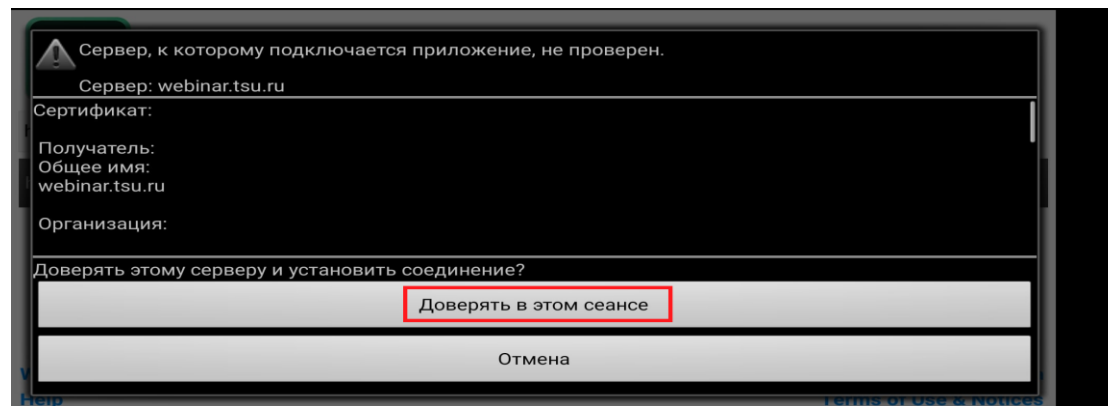 Сервер, к которому подключается приложение, не проверен.
Сервер: webinar.tsu.ru
Сертификат:
Получатель:
Общее имя:
webinar.tsu.ru
Организация:
Доверять этому серверу и установить соединение?
Доверять в этом сеансе
Отмена
Help
Terms of Use & Notices